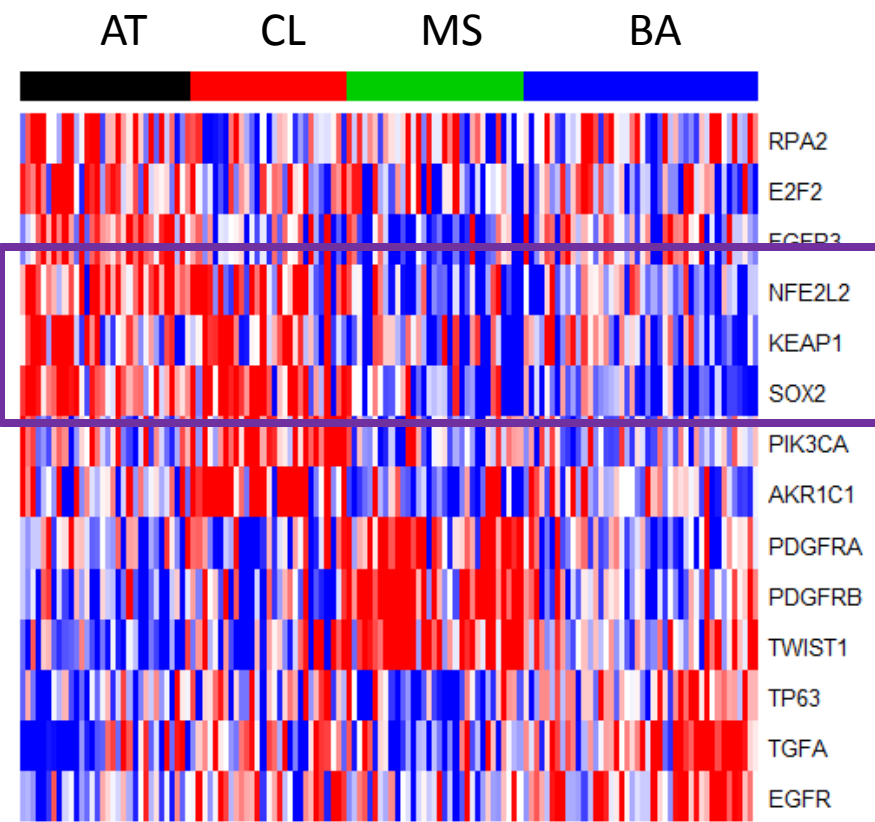 AT CL MS BA
RPA2
E2F2
NFE2L2
KEAP1
SOX2
PIK3CA
AKR1C1
PDGFRA
PDGFRB
TWIST1
TP63
TGFA
EGFR